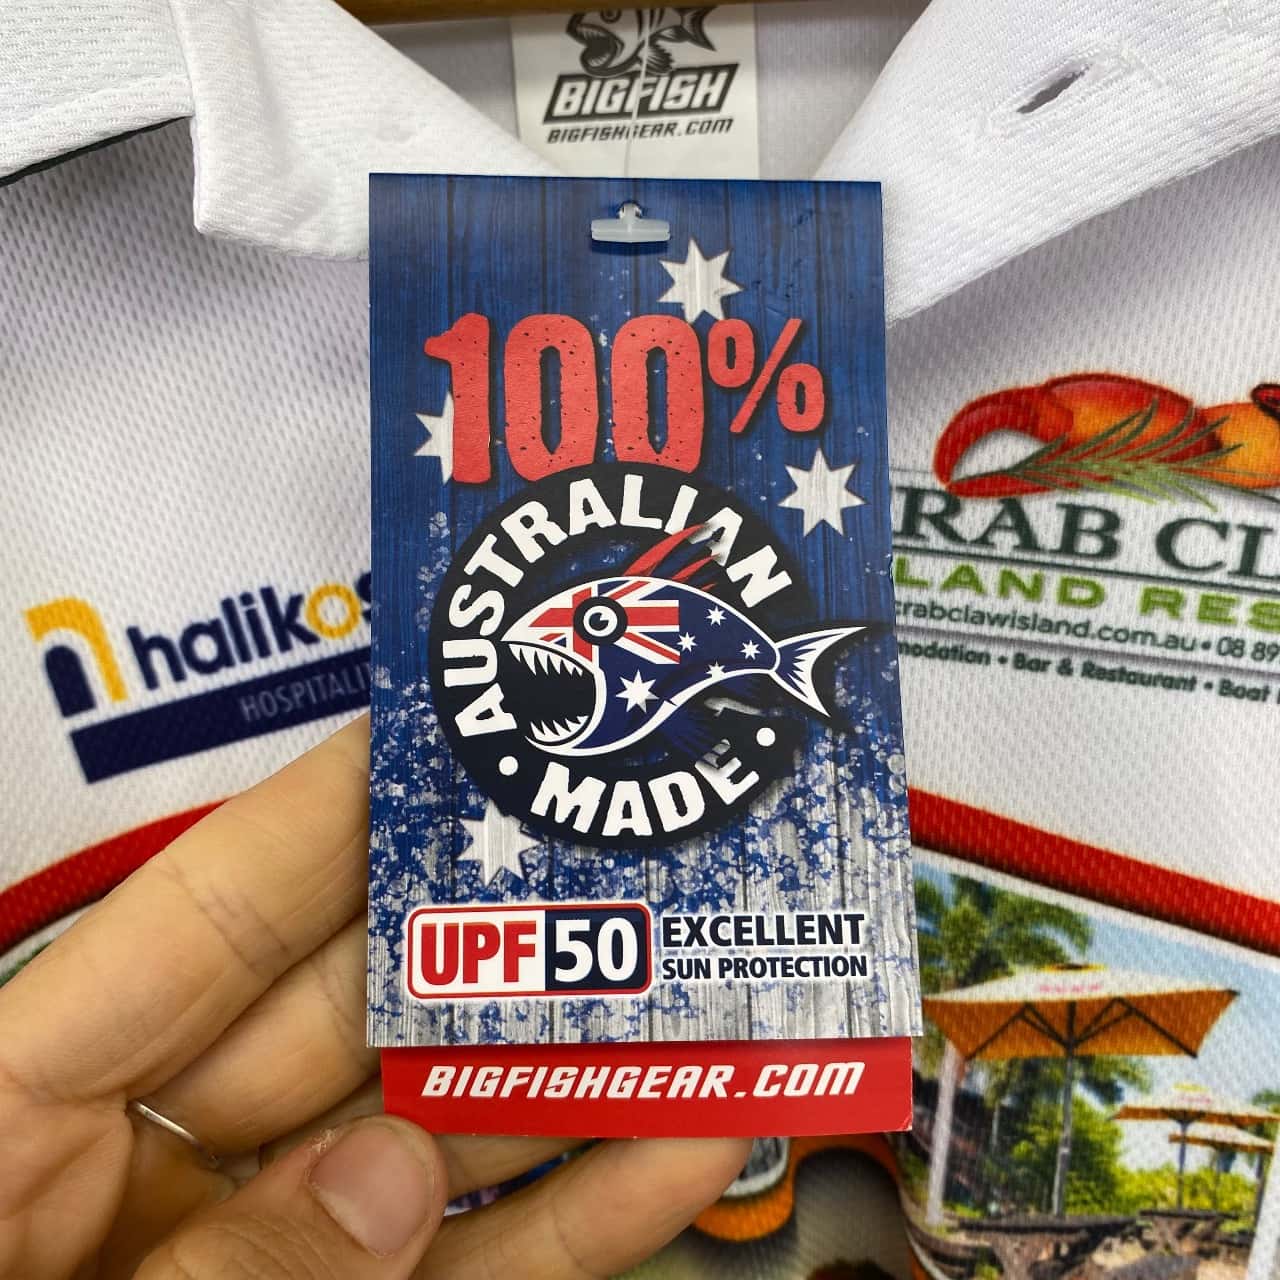 BIGFISH
BIGFISHGEAR.COM
100%
AUSTRALIAN
MADE
UPF 50 EXCELLENT
SUN PROTECTION
BIGFISHGEAR.COM
halikos
HOSPITALI
RAB CL
LAND RES
crabclawisland.com.au • 08 89
modation • Bar & Restaurant • Boat